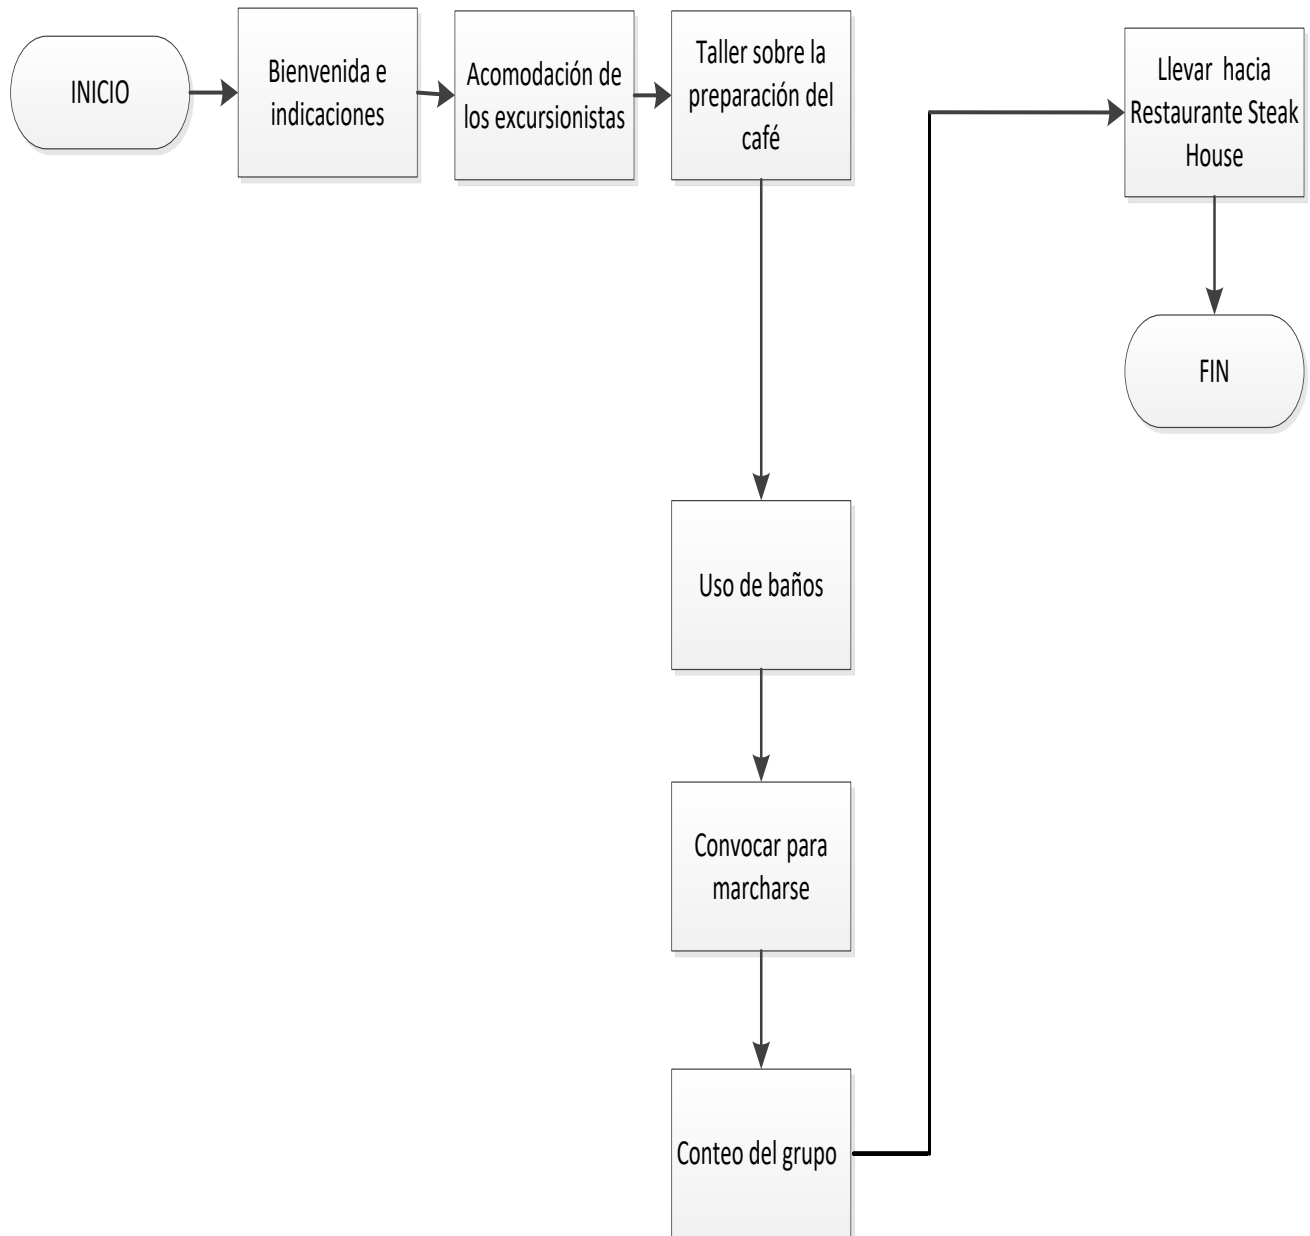 INICIO
Bienvenida e
indicaciones
Acomodación de
los excursionistas
Taller sobre la
preparación del
café
Uso de baños
Convocar para
marcharse
Conteo del grupo
Llevar hacia
Restaurante Steak
House
FIN